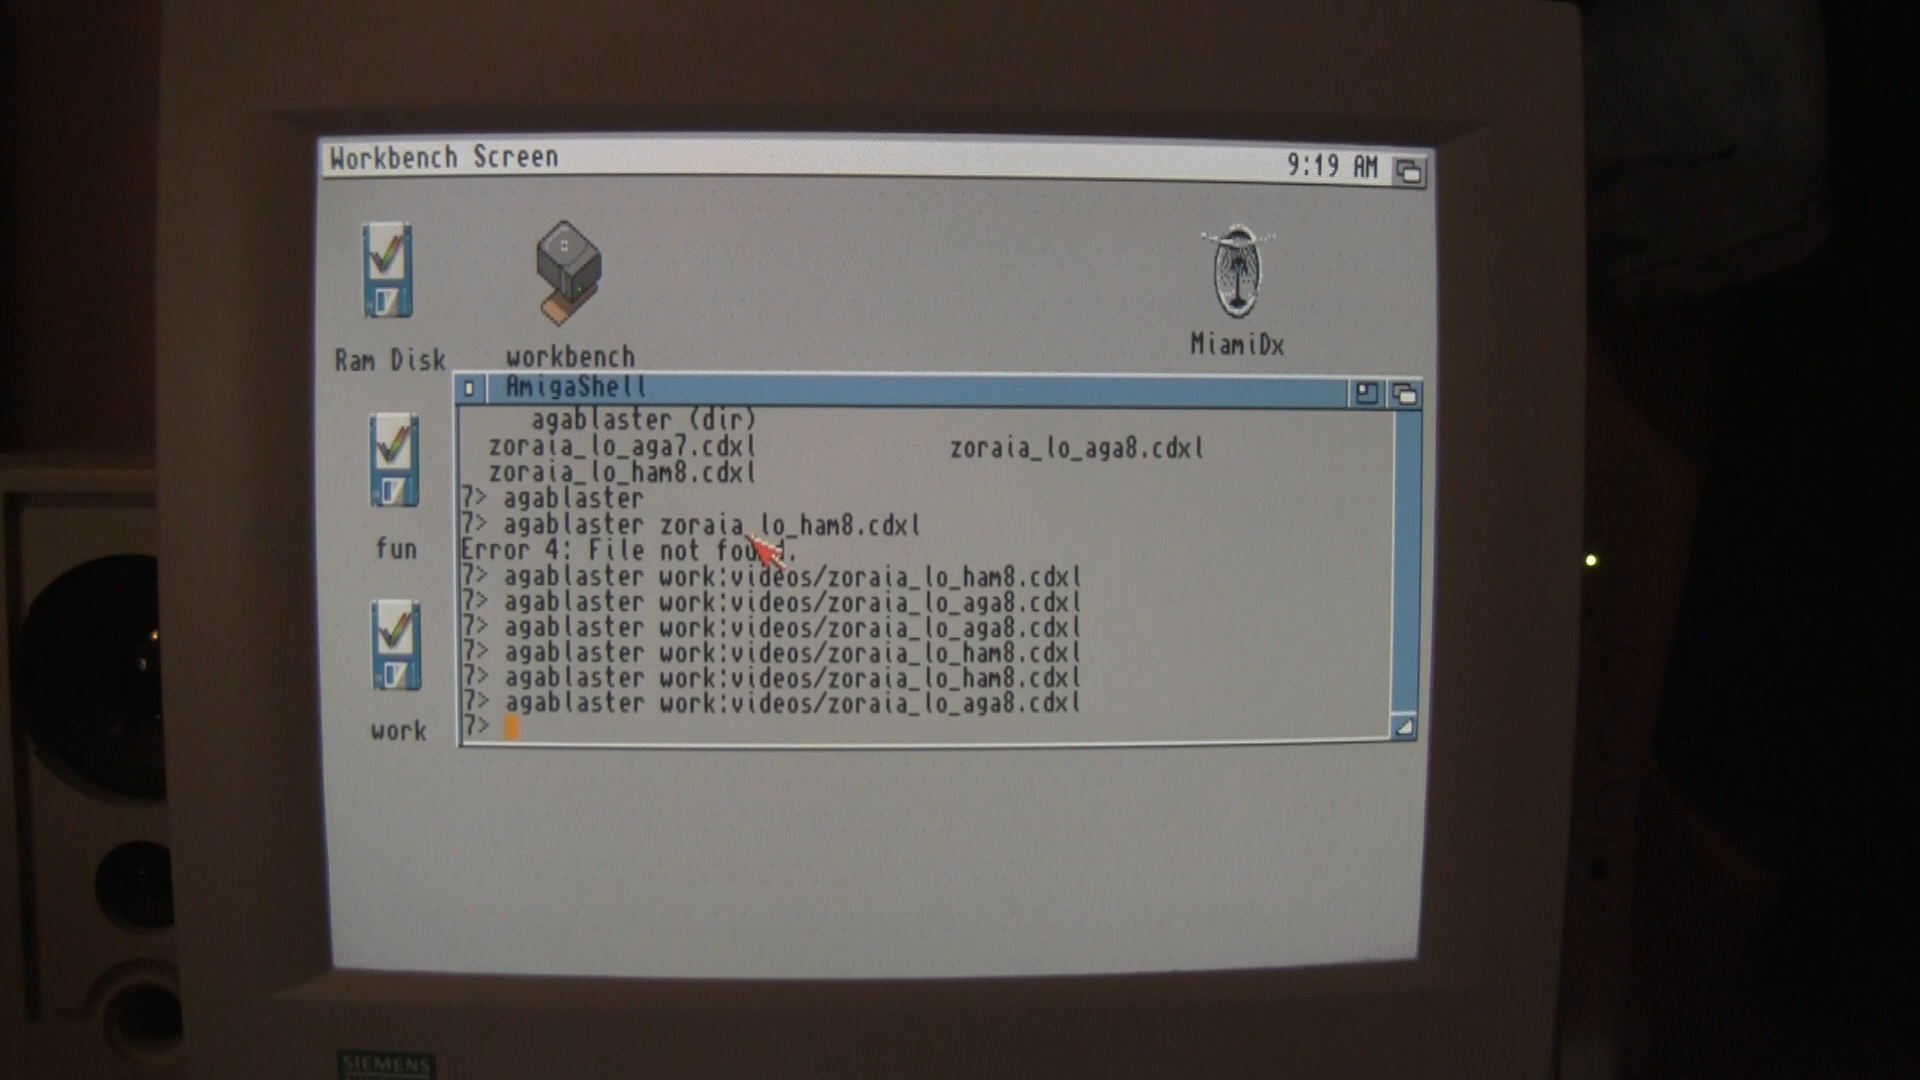 Workbench Screen 9:19 AM
Ram Disk
workbench
MiamiDx
fun
work
AmigaShell
agablaster (dir)
zoraia_lo_aga7.cdxl zoraia_lo_aga8.cdxl
zoraia_lo_ham8.cdxl
7> agablaster
7> agablaster zoraia_lo_ham8.cdxl
Error 4: File not found.
7> agablaster work:videos/zoraia_lo_ham8.cdxl
7> agablaster work:videos/zoraia_lo_aga8.cdxl
7> agablaster work:videos/zoraia_lo_aga8.cdxl
7> agablaster work:videos/zoraia_lo_ham8.cdxl
7> agablaster work:videos/zoraia_lo_ham8.cdxl
7> agablaster work:videos/zoraia_lo_aga8.cdxl
7>
SIEMENS